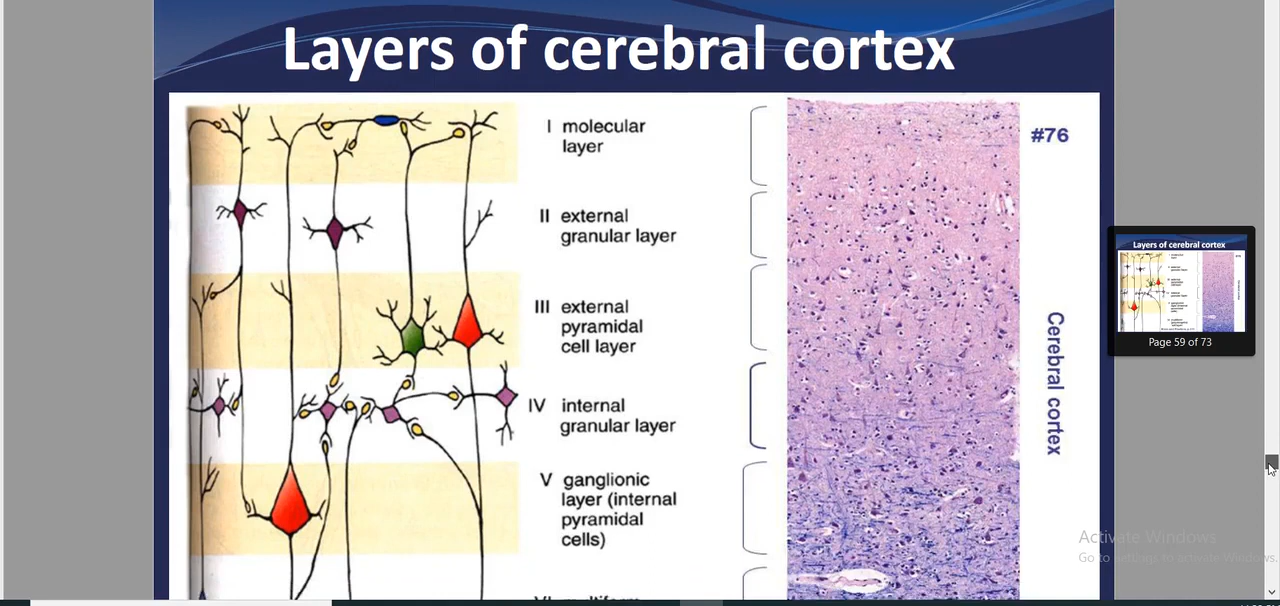 Layers of cerebral cortex
I molecular
layer
II external
granular layer
III external
pyramidal
cell layer
IV internal
granular layer
V ganglionic
layer (internal
pyramidal
cells)
#76
Cerebral cortex
Layers of cerebral cortex
Page 59 of 73
Activate Windows
Go to Settings to activate Windows.